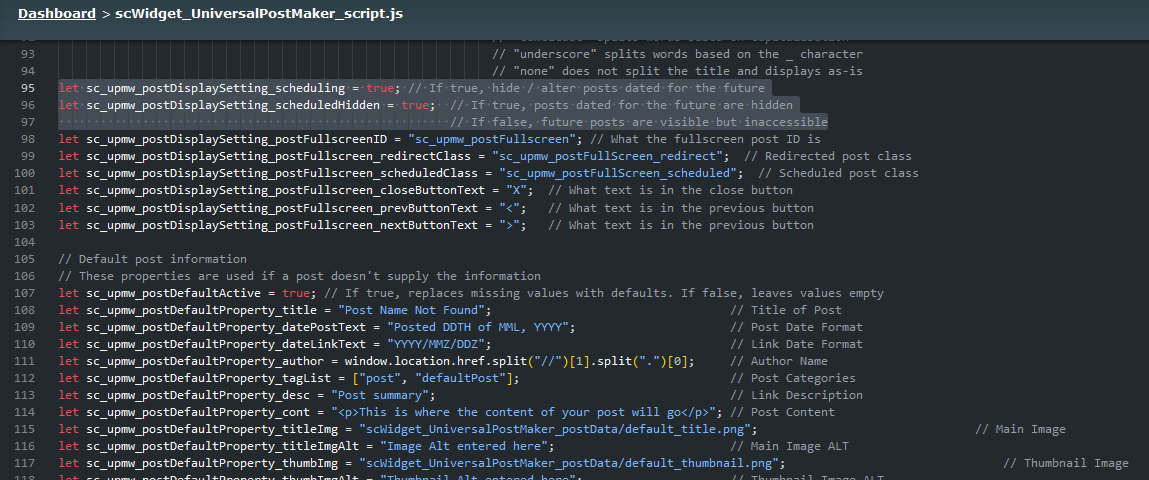 Dashboard > scWidget_UniversalPostMaker_script.js
93 // "underscore" splits words based on the _ character
94 // "none" does not split the title and displays as-is
95 let sc_upmw_postDisplaySetting_scheduling = true; // If true, hide / alter posts dated for the future
96 let sc_upmw_postDisplaySetting_scheduledHidden = true; // If true, posts dated for the future are hidden
97 // If false, future posts are visible but inaccessible
98 let sc_upmw_postDisplaySetting_postFullscreenID = "sc_upmw_postFullscreen"; // What the fullscreen post ID is
99 let sc_upmw_postDisplaySetting_postFullscreen_redirectClass = "sc_upmw_postFullScreen_redirect"; // Redirected post class
100 let sc_upmw_postDisplaySetting_postFullscreen_scheduledClass = "sc_upmw_postFullScreen_scheduled"; // Scheduled post class
101 let sc_upmw_postDisplaySetting_postFullscreen_closeButtonText = "X"; // What text is in the close button
102 let sc_upmw_postDisplaySetting_postFullscreen_prevButtonText = "<"; // What text is in the previous button
103 let sc_upmw_postDisplaySetting_postFullscreen_nextButtonText = ">"; // What text is in the previous button
104
105 // Default post information
106 // These properties are used if a post doesn't supply the information
107 let sc_upmw_postDefaultActive = true; // If true, replaces missing values with defaults. If false, leaves values empty
108 let sc_upmw_postDefaultProperty_title = "Post Name Not Found"; // Title of Post
109 let sc_upmw_postDefaultProperty_datePostText = "Posted DDTH of MML, YYYY"; // Post Date Format
110 let sc_upmw_postDefaultProperty_dateLinkText = "YYYY/MMZ/DDZ"; // Link Date Format
111 let sc_upmw_postDefaultProperty_author = window.location.href.split("//")[1].split(".")[0]; // Author Name
112 let sc_upmw_postDefaultProperty_tagList = ["post", "defaultPost"]; // Post Categories
113 let sc_upmw_postDefaultProperty_desc = "Post summary"; // Link Description
114 let sc_upmw_postDefaultProperty_cont = "<p>This is where the content of your post will go</p>"; // Post Content
115 let sc_upmw_postDefaultProperty_titleImg = "scWidget_UniversalPostMaker_postData/default_title.png"; // Main Image
116 let sc_upmw_postDefaultProperty_titleImgAlt = "Image Alt entered here"; // Main Image ALT
117 let sc_upmw_postDefaultProperty_thumbImg = "scWidget_UniversalPostMaker_postData/default_thumbnail.png"; // Thumbnail Image